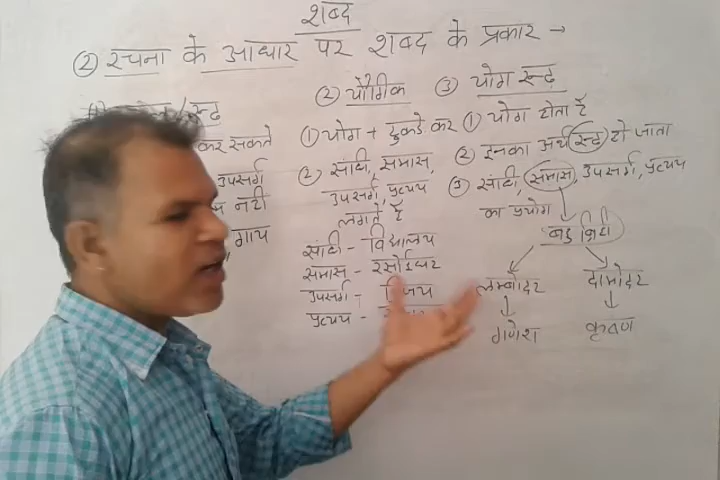 शब्द
② रचना के आधार पर शब्द के प्रकार →
रूढ़
कर सकते
उपसर्ग
नही
, गाय
② यौगिक
① योग + टुकडे कर
② संधी, समास,
उपसर्ग, प्रत्यय
लगते हैं
संधी - विद्यालय
समास - रसोईघर
उपसर्ग -
प्रत्यय -
③ योग रूढ़
① योग होता है
② इनका अर्थ (रूढ़) हो जाता
③ संधी, समास, उपसर्ग, प्रत्यय
का प्रयोग
बहु व्रिही
लम्बोदर
दामोदर
गणेश
कृष्ण